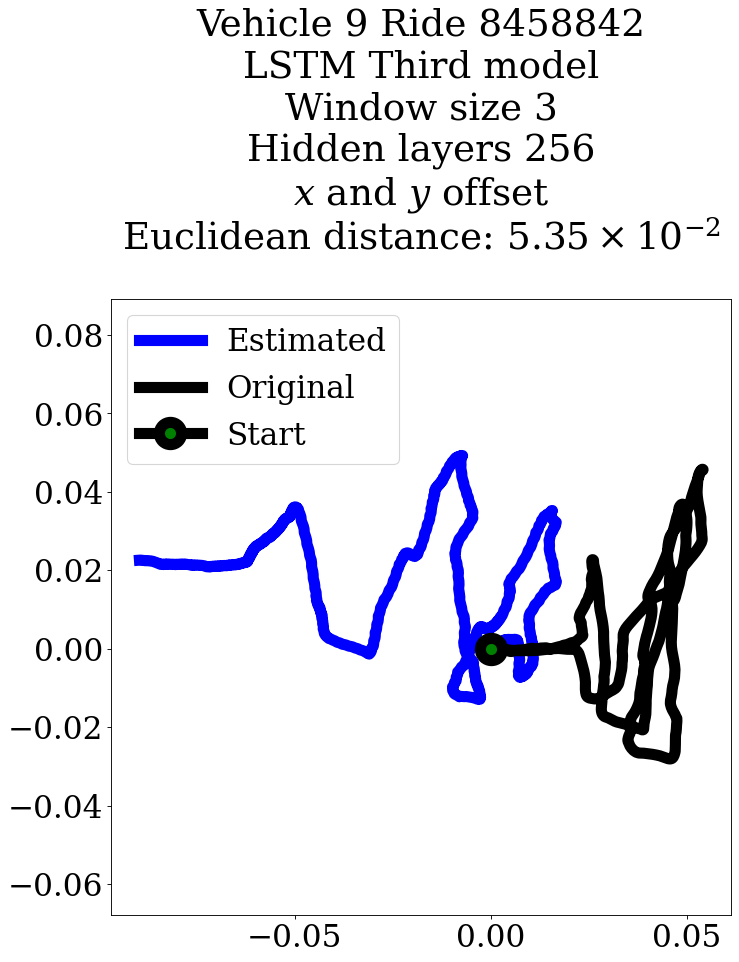 Vehicle 9 Ride 8458842
LSTM Third model
Window size 3
Hidden layers 256
x and y offset
Euclidean distance: 5.35 × 10⁻²
Estimated
Original
Start
0.08
0.06
0.04
0.02
0.00
−0.02
−0.04
−0.06
−0.05 0.00 0.05